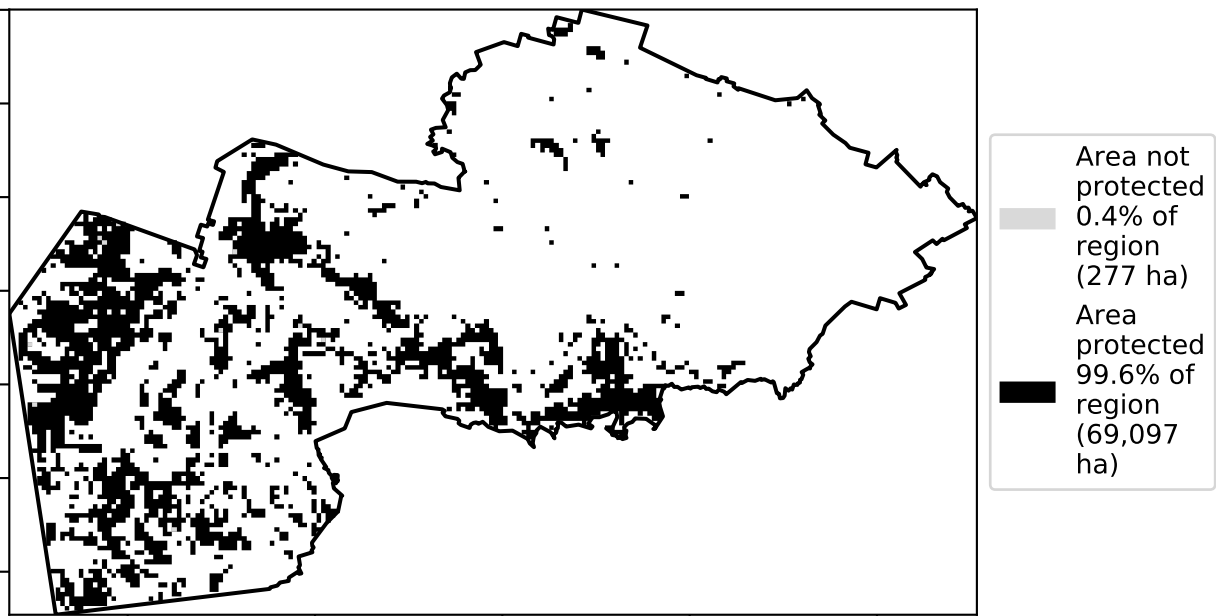 Area not
protected
0.4% of
region
(277 ha)
Area
protected
99.6% of
region
(69,097
ha)